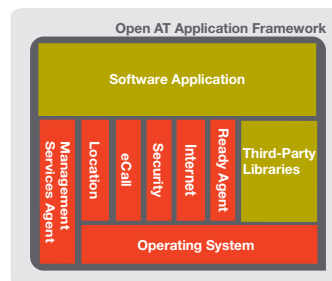 Open AT Application Framework
Software Application
Management
Services Agent
Location
eCall
Security
Internet
Ready Agent
Third-Party
Libraries
Operating System